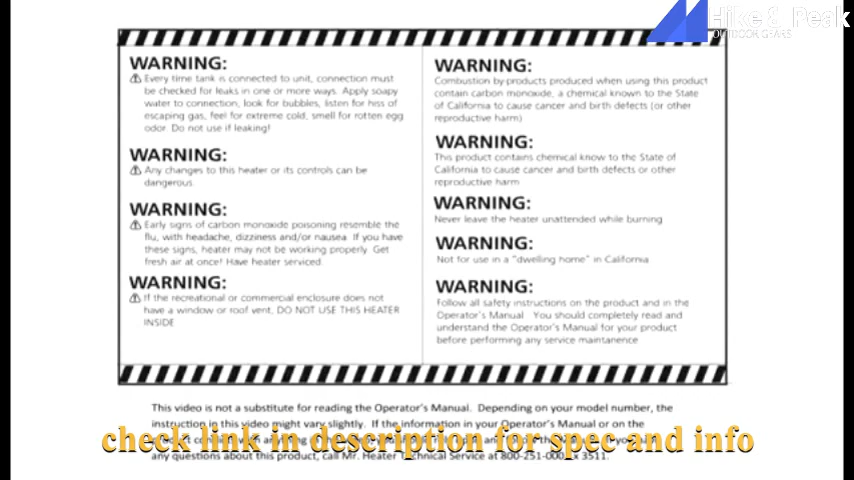 Hike & Peak
OUTDOOR GEARS
WARNING:
Every time tank is connected to unit, connection must
be checked for leaks in one or more ways. Apply soapy
water to connection, look for bubbles, listen for hiss of
escaping gas, feel for extreme cold, smell for rotten egg
odor. Do not use if leaking!
WARNING:
Any changes to this heater or its controls can be
dangerous.
WARNING:
Early signs of carbon monoxide poisoning resemble the
flu, with headache, dizziness and/or nausea. If you have
these signs, heater may not be working properly. Get
fresh air at once! Have heater serviced.
WARNING:
If the recreational or commercial enclosure does not
have a window or roof vent, DO NOT USE THIS HEATER
INSIDE
WARNING:
Combustion by-products produced when using this product
contain carbon monoxide, a chemical known to the State
of California to cause cancer and birth defects (or other
reproductive harm)
WARNING:
This product contains chemical know to the State of
California to cause cancer and birth defects or other
reproductive harm
WARNING:
Never leave the heater unattended while burning
WARNING:
Not for use in a "dwelling home" in California
WARNING:
Follow all safety instructions on the product and in the
Operator's Manual You should completely read and
understand the Operator's Manual for your product
before performing any service maintanence
This video is not a substitute for reading the Operator's Manual. Depending on your model number, the
instruction in this video might vary slightly. If the information in your Operator's Manual or on the
check link in description for spec and info
any questions about this product, call Mr. Heater Technical Service at 800-251-000 x 3511.